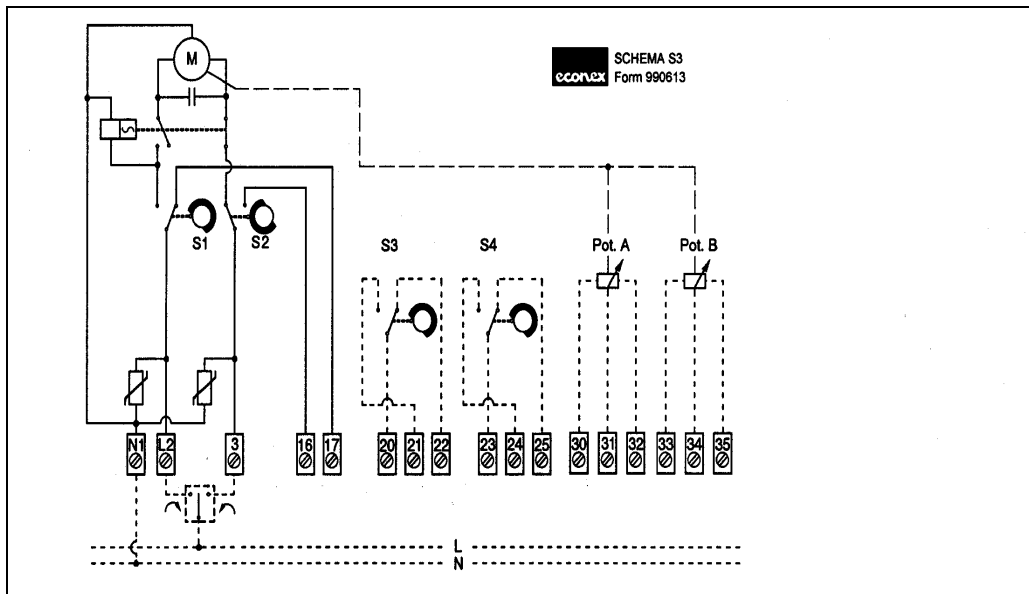 M
SCHEMA S3
econex Form 990613
S1 S2 S3 S4 Pot. A Pot. B
N1 L2 3 16 17 20 21 22 23 24 25 30 31 32 33 34 35
L
N